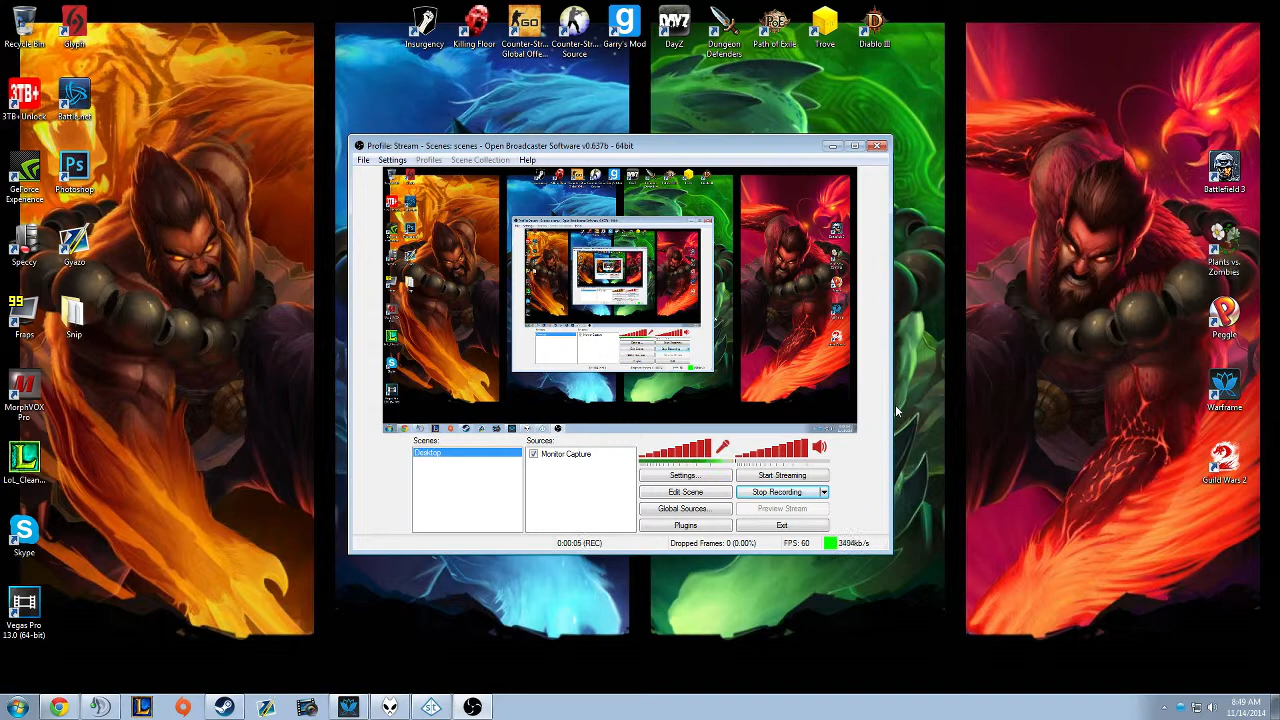 Recycle Bin
Glyph
Insurgency
Killing Floor
Counter-Str...
Global Offe...
Counter-Str...
Source
Garry's Mod
DayZ
Dungeon
Defenders
Path of Exile
Trove
Diablo III
3TB+
3TB+Unlock
Battle.net
GeForce
Experience
Photoshop
Speccy
Gyazo
99
Fraps
Snip
MorphVOX
Pro
LoL_Clean...
Skype
Vegas Pro
13.0 (64-bit)
Battlefield 3
Plants vs.
Zombies
Peggle
Warframe
Guild Wars 2
Profile: Stream - Scenes: scenes - Open Broadcaster Software v0.637b - 64bit
File Settings Profiles Scene Collection Help
Scenes:
Desktop
Sources:
Monitor Capture
Settings...
Start Streaming
Edit Scene
Stop Recording
Global Sources...
Preview Stream
Plugins
Exit
0:00:05 (REC)
Dropped Frames: 0 (0.00%)
FPS: 60
3494kb/s
8:49 AM
11/14/2014